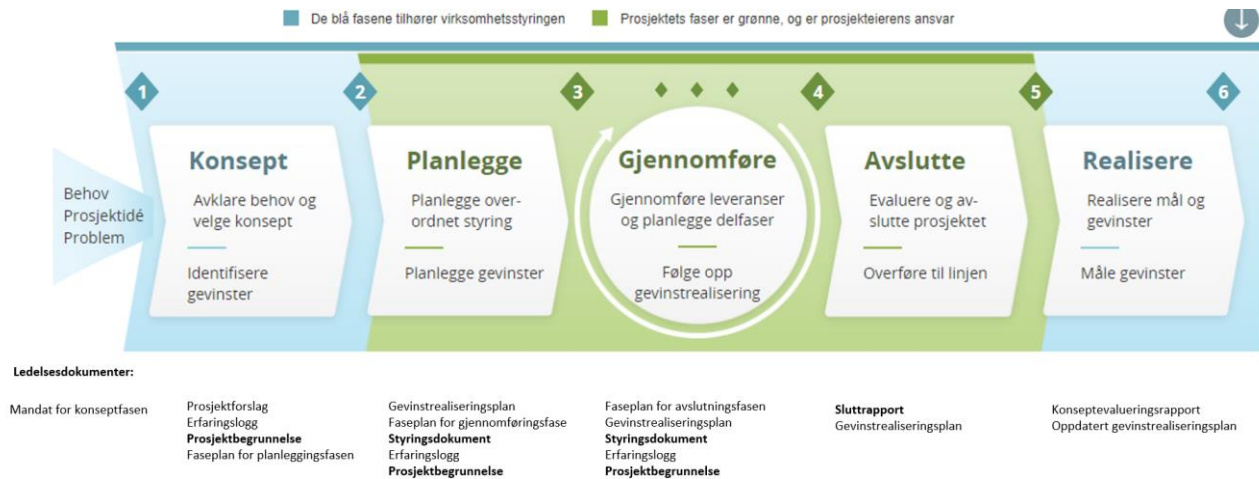 De blå fasene tilhører virksomhetsstyringen
Prosjektets faser er grønne, og er prosjekteierens ansvar
1
2
3
4
5
6
Behov
Prosjektidé
Problem
Konsept
Avklare behov og
velge konsept
Identifisere
gevinster
Planlegge
Planlegge over-
ordnet styring
Planlegge gevinster
Gjennomføre
Gjennomføre leveranser
og planlegge delfaser
Følge opp
gevinstrealisering
Avslutte
Evaluere og av-
slutte prosjektet
Overføre til linjen
Realisere
Realisere mål og
gevinster
Måle gevinster
Ledelsesdokumenter:
Mandat for konseptfasen
Prosjektforslag
Erfaringslogg
Prosjektbegrunnelse
Faseplan for planleggingsfasen
Gevinstrealiseringsplan
Faseplan for gjennomføringsfase
Styringsdokument
Erfaringslogg
Prosjektbegrunnelse
Faseplan for avslutningsfasen
Gevinstrealiseringsplan
Styringsdokument
Erfaringslogg
Prosjektbegrunnelse
Sluttrapport
Gevinstrealiseringsplan
Konseptevalueringsrapport
Oppdatert gevinstrealiseringsplan